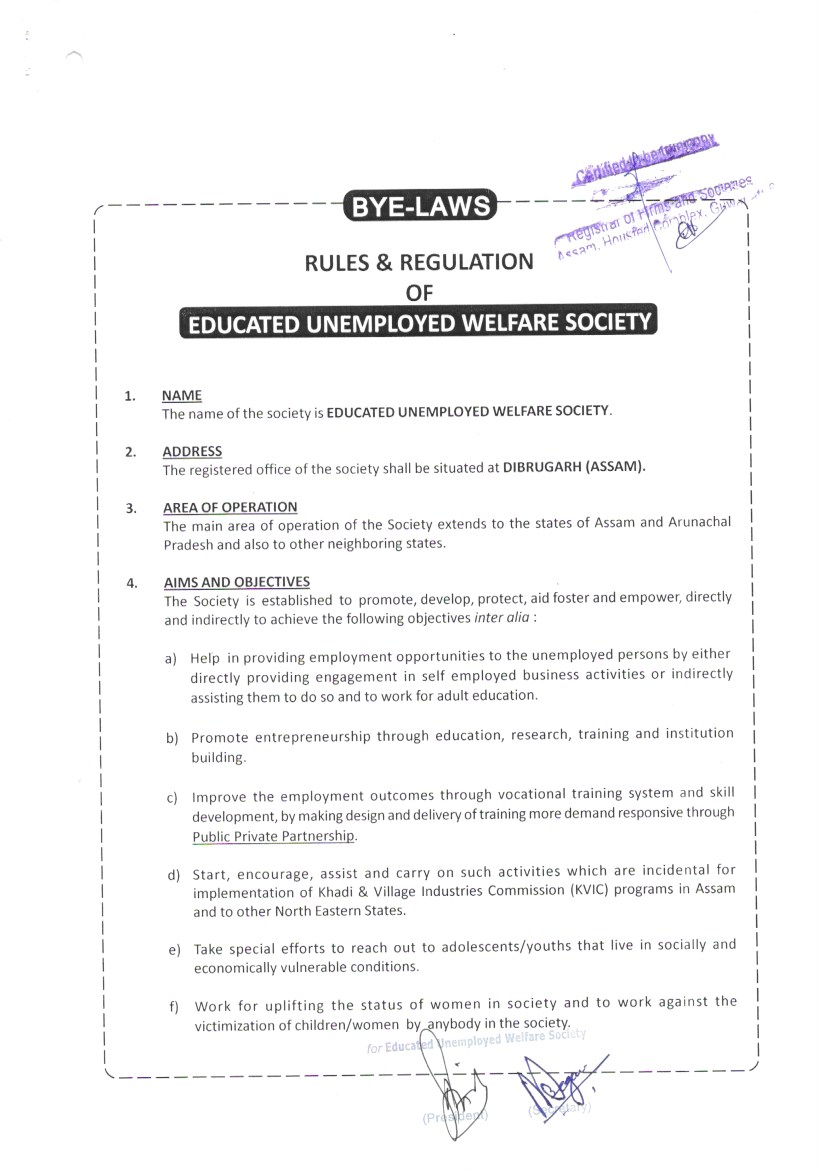 Certified to be true copy
Registrar of Firms and Societies
Assam, Housfed Complex,
BYE-LAWS
RULES & REGULATION
OF
EDUCATED UNEMPLOYED WELFARE SOCIETY
1. NAME
The name of the society is EDUCATED UNEMPLOYED WELFARE SOCIETY.
2. ADDRESS
The registered office of the society shall be situated at DIBRUGARH (ASSAM).
3. AREA OF OPERATION
The main area of operation of the Society extends to the states of Assam and Arunachal
Pradesh and also to other neighboring states.
4. AIMS AND OBJECTIVES
The Society is established to promote, develop, protect, aid foster and empower, directly
and indirectly to achieve the following objectives inter alia :
a) Help in providing employment opportunities to the unemployed persons by either
directly providing engagement in self employed business activities or indirectly
assisting them to do so and to work for adult education.
b) Promote entrepreneurship through education, research, training and institution
building.
c) Improve the employment outcomes through vocational training system and skill
development, by making design and delivery of training more demand responsive through
Public Private Partnership.
d) Start, encourage, assist and carry on such activities which are incidental for
implementation of Khadi & Village Industries Commission (KVIC) programs in Assam
and to other North Eastern States.
e) Take special efforts to reach out to adolescents/youths that live in socially and
economically vulnerable conditions.
f) Work for uplifting the status of women in society and to work against the
victimization of children/women by anybody in the society.
for Educated Unemployed Welfare Society
(President) (Secretary)